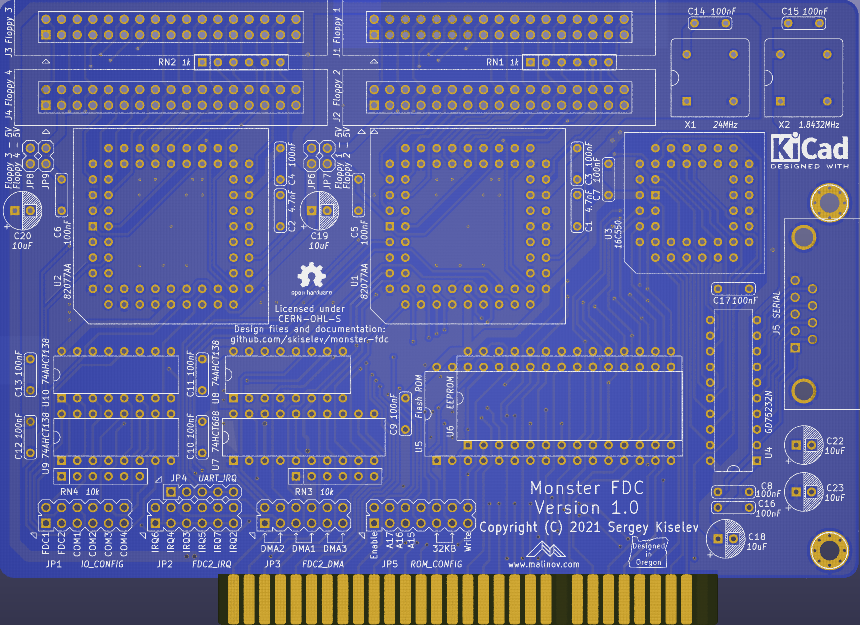 J3 Floppy 3
J1 Floppy 1
C14 100nF
C15 100nF
RN2 1k
RN1 1k
J4 Floppy 4
J2 Floppy 2
X1 24MHz
X2 1.8432MHz
Floppy 3 - 5V
Floppy 4 - 5V
JP8
JP9
C4 100nF
C2 4.7nF
Floppy 1 - 5V
Floppy 2 - 5V
JP6
JP7
C3 100nF
C7 100nF
C1 4.7nF
KiCad
DESIGNED WITH
C20
10uF
C6 100nF
C19
10uF
C5 100nF
U3
16C550
U2
82077AA
open hardware
U1
82077AA
Licensed under
CERN-OHL-S
Design files and documentation:
github.com/skiselev/monster-fdc
C17 100nF
J5 SERIAL
C13 100nF
U10 74AHCT138
C11 100nF
U8 74AHCT138
C12 100nF
U9 74AHCT138
C10 100nF
U7 74HCT688
C9 100nF
Flash ROM
U5
EEPROM
U6
GD75232N
U4
C22
10uF
C23
10uF
RN4 10k
JP4 UART_IRQ
RN3 10k
Monster FDC
Version 1.0
Copyright (C) 2021 Sergey Kiselev
C8
100nF
C16
100nF
C18
10uF
FDC1
FDC2
COM1
COM2
COM3
COM4
JP1 IO_CONFIG
IRQ6
IRQ4
IRQ3
IRQ5
IRQ7
IRQ2
JP2 FDC2_IRQ
DMA2 DMA1 DMA3
JP3 FDC2_DMA
Enable
A17
A16
A15
32KB
Write
JP5 ROM_CONFIG
www.malinov.com
Designed
in
Oregon